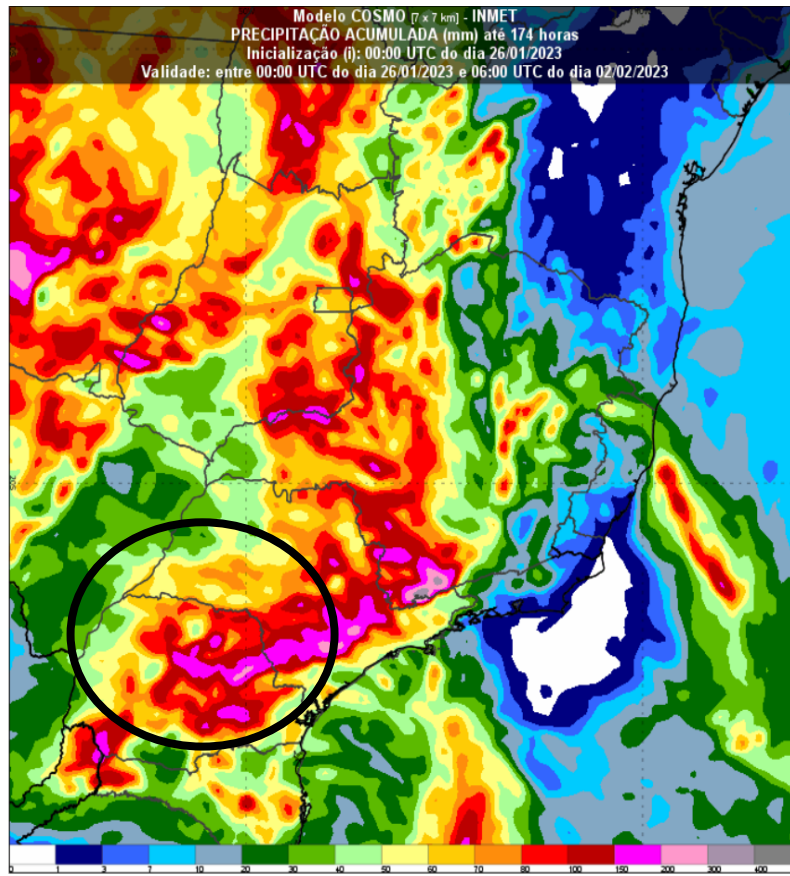 Modelo COSMO [7 x 7 km] - INMET
PRECIPITAÇÃO ACUMULADA (mm) até 174 horas
Inicialização (i): 00:00 UTC do dia 26/01/2023
Validade: entre 00:00 UTC do dia 26/01/2023 e 06:00 UTC do dia 02/02/2023
0 1 3 7 10 20 30 40 50 60 70 80 100 150 200 300 400